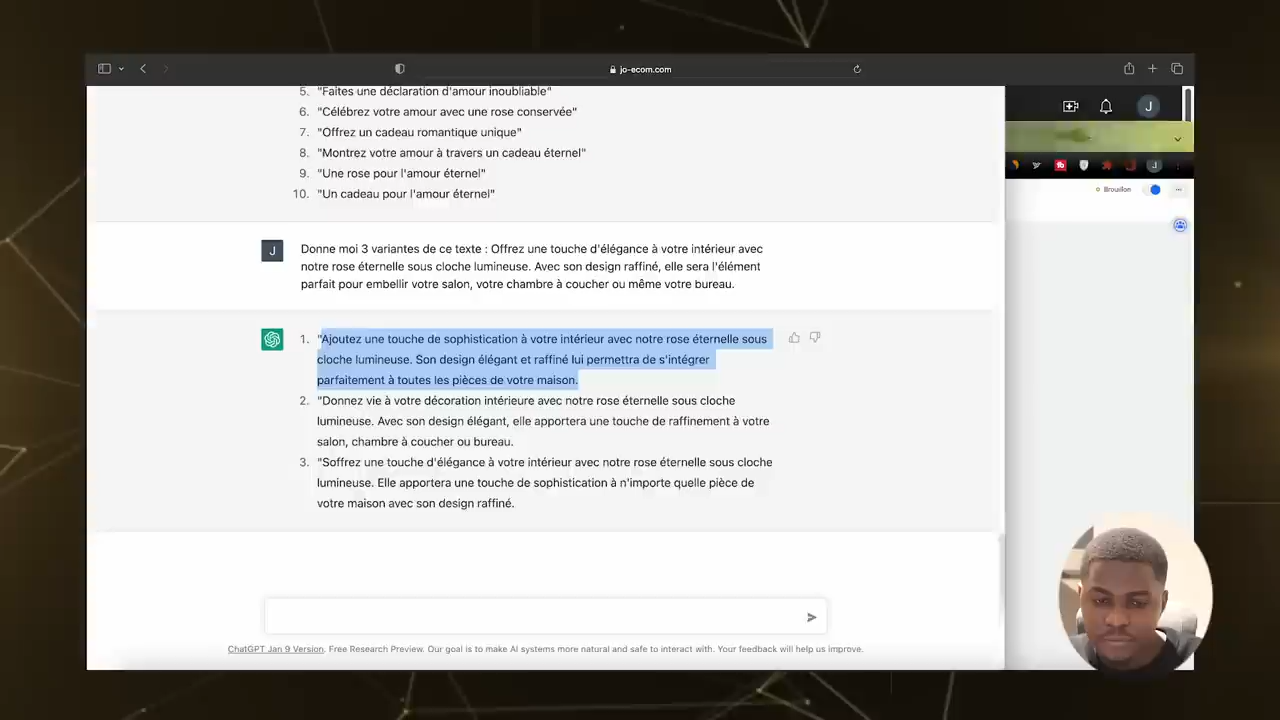 jo-ecom.com
J
5. "Faites une déclaration d'amour inoubliable"
6. "Célébrez votre amour avec une rose conservée"
7. "Offrez un cadeau romantique unique"
8. "Montrez votre amour à travers un cadeau éternel"
9. "Une rose pour l'amour éternel"
10. "Un cadeau pour l'amour éternel"
J
Brouillon
J
Donne moi 3 variantes de ce texte : Offrez une touche d'élégance à votre intérieur avec
notre rose éternelle sous cloche lumineuse. Avec son design raffiné, elle sera l'élément
parfait pour embellir votre salon, votre chambre à coucher ou même votre bureau.
1. "Ajoutez une touche de sophistication à votre intérieur avec notre rose éternelle sous
cloche lumineuse. Son design élégant et raffiné lui permettra de s'intégrer
parfaitement à toutes les pièces de votre maison.
2. "Donnez vie à votre décoration intérieure avec notre rose éternelle sous cloche
lumineuse. Avec son design élégant, elle apportera une touche de raffinement à votre
salon, chambre à coucher ou bureau.
3. "Soffrez une touche d'élégance à votre intérieur avec notre rose éternelle sous cloche
lumineuse. Elle apportera une touche de sophistication à n'importe quelle pièce de
votre maison avec son design raffiné.
ChatGPT Jan 9 Version. Free Research Preview. Our goal is to make AI systems more natural and safe to interact with. Your feedback will help us improve.